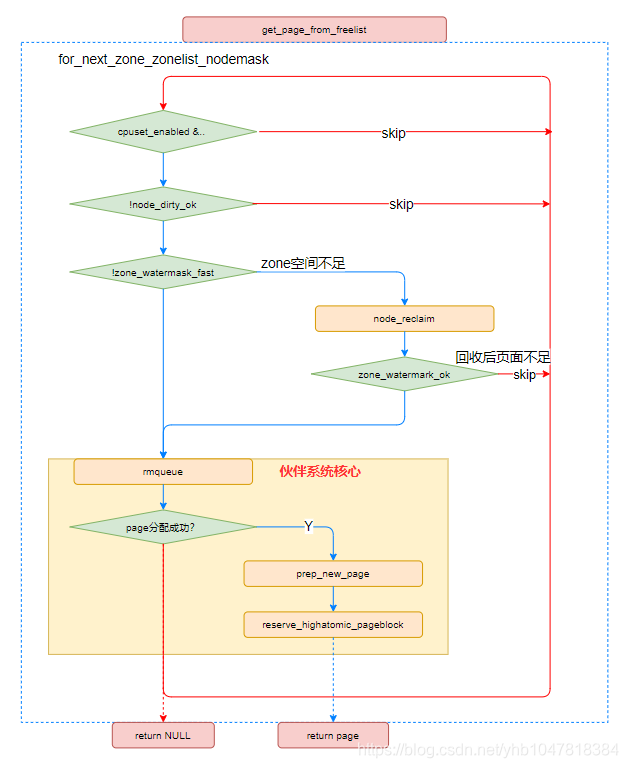 get_page_from_freelist
for_next_zone_zonelist_nodemask
cpuset_enabled &..
skip
!node_dirty_ok
skip
!zone_watermask_fast
zone空间不足
node_reclaim
回收后页面不足
zone_watermark_ok
skip
rmqueue
伙伴系统核心
page分配成功?
Y
prep_new_page
reserve_highatomic_pageblock
return NULL
return page
https://blog.csdn.net/yhb1047818384